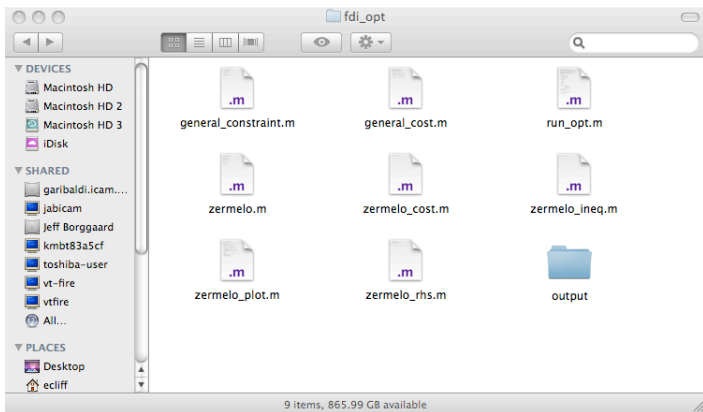 fdi_opt
▼ DEVICES
Macintosh HD
Macintosh HD 2
Macintosh HD 3
iDisk
▼ SHARED
garibaldi.icam....
jabicam
Jeff Borggaard
kmbt83a5cf
toshiba-user
vt-fire
vtfire
All...
▼ PLACES
Desktop
ecliff
.m .m .m
general_constraint.m general_cost.m run_opt.m
.m .m .m
zermelo.m zermelo_cost.m zermelo_ineq.m
.m .m
zermelo_plot.m zermelo_rhs.m output
9 items, 865.99 GB available